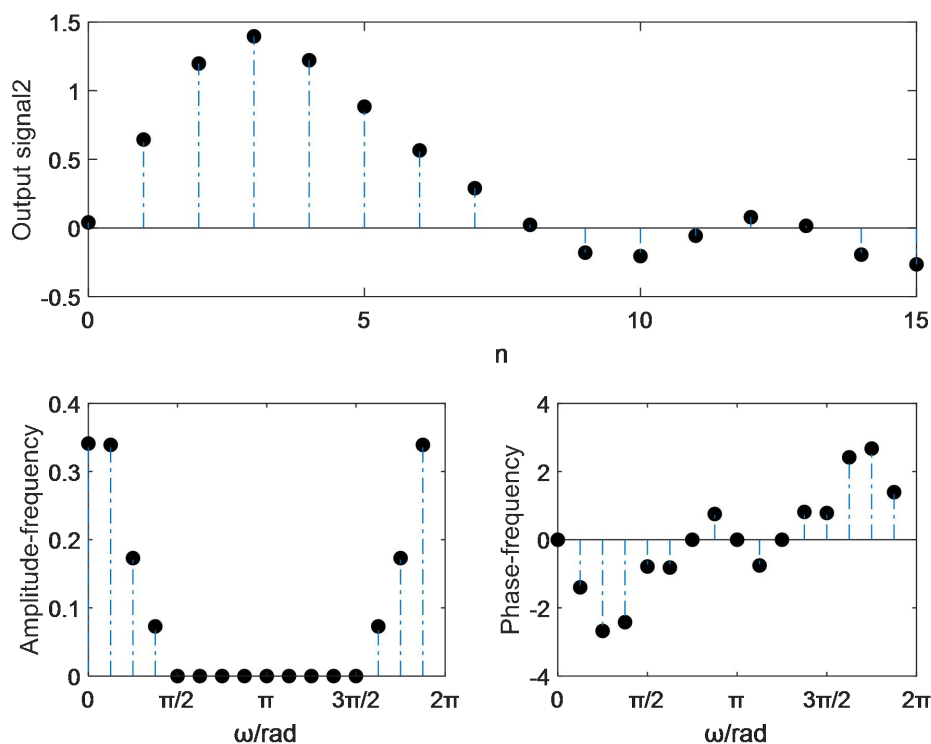 Output signal2
1.5
1
0.5
0
-0.5
0
5
10
15
n
Amplitude-frequency
0.4
0.3
0.2
0.1
0
0
π/2
π
3π/2
2π
ω/rad
Phase-frequency
4
2
0
-2
-4
0
π/2
π
3π/2
2π
ω/rad